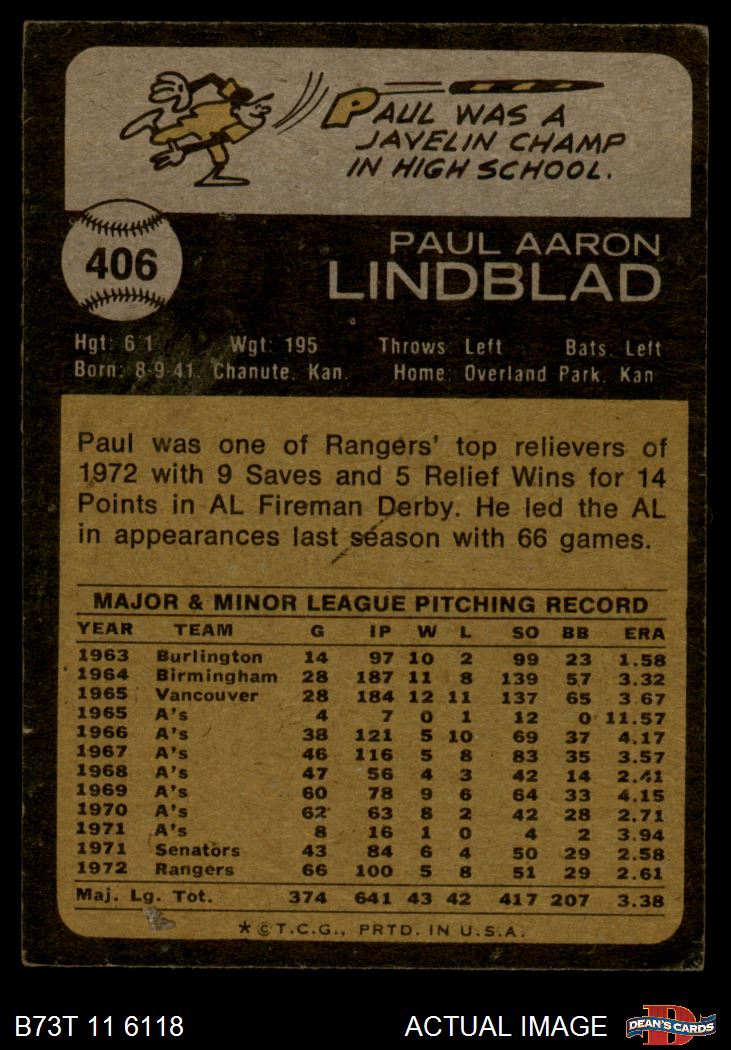 PAUL WAS A
JAVELIN CHAMP
IN HIGH SCHOOL.
406
PAUL AARON
LINDBLAD
Hgt: 6'1 Wgt: 195 Throws: Left Bats: Left
Born: 8-9-41, Chanute, Kan. Home: Overland Park, Kan
Paul was one of Rangers' top relievers of
1972 with 9 Saves and 5 Relief Wins for 14
Points in AL Fireman Derby. He led the AL
in appearances last season with 66 games.
MAJOR & MINOR LEAGUE PITCHING RECORD
YEAR TEAM G IP W L SO BB ERA
1963 Burlington 14 97 10 2 99 23 1.58
1964 Birmingham 28 187 11 8 139 57 3.32
1965 Vancouver 28 184 12 11 137 65 3.67
1965 A's 4 7 0 1 12 0 11.57
1966 A's 38 121 5 10 69 37 4.17
1967 A's 46 116 5 8 83 35 3.57
1968 A's 47 56 4 3 42 14 2.41
1969 A's 60 78 9 6 64 33 4.15
1970 A's 62 63 8 2 42 28 2.71
1971 A's 8 16 1 0 4 2 3.94
1971 Senators 43 84 6 4 50 29 2.58
1972 Rangers 66 100 5 8 51 29 2.61
Maj. Lg. Tot. 374 641 43 42 417 207 3.38
*©T.C.G., PRTD. IN U.S.A.
B73T 11 6118 ACTUAL IMAGE DEAN'S CARDS